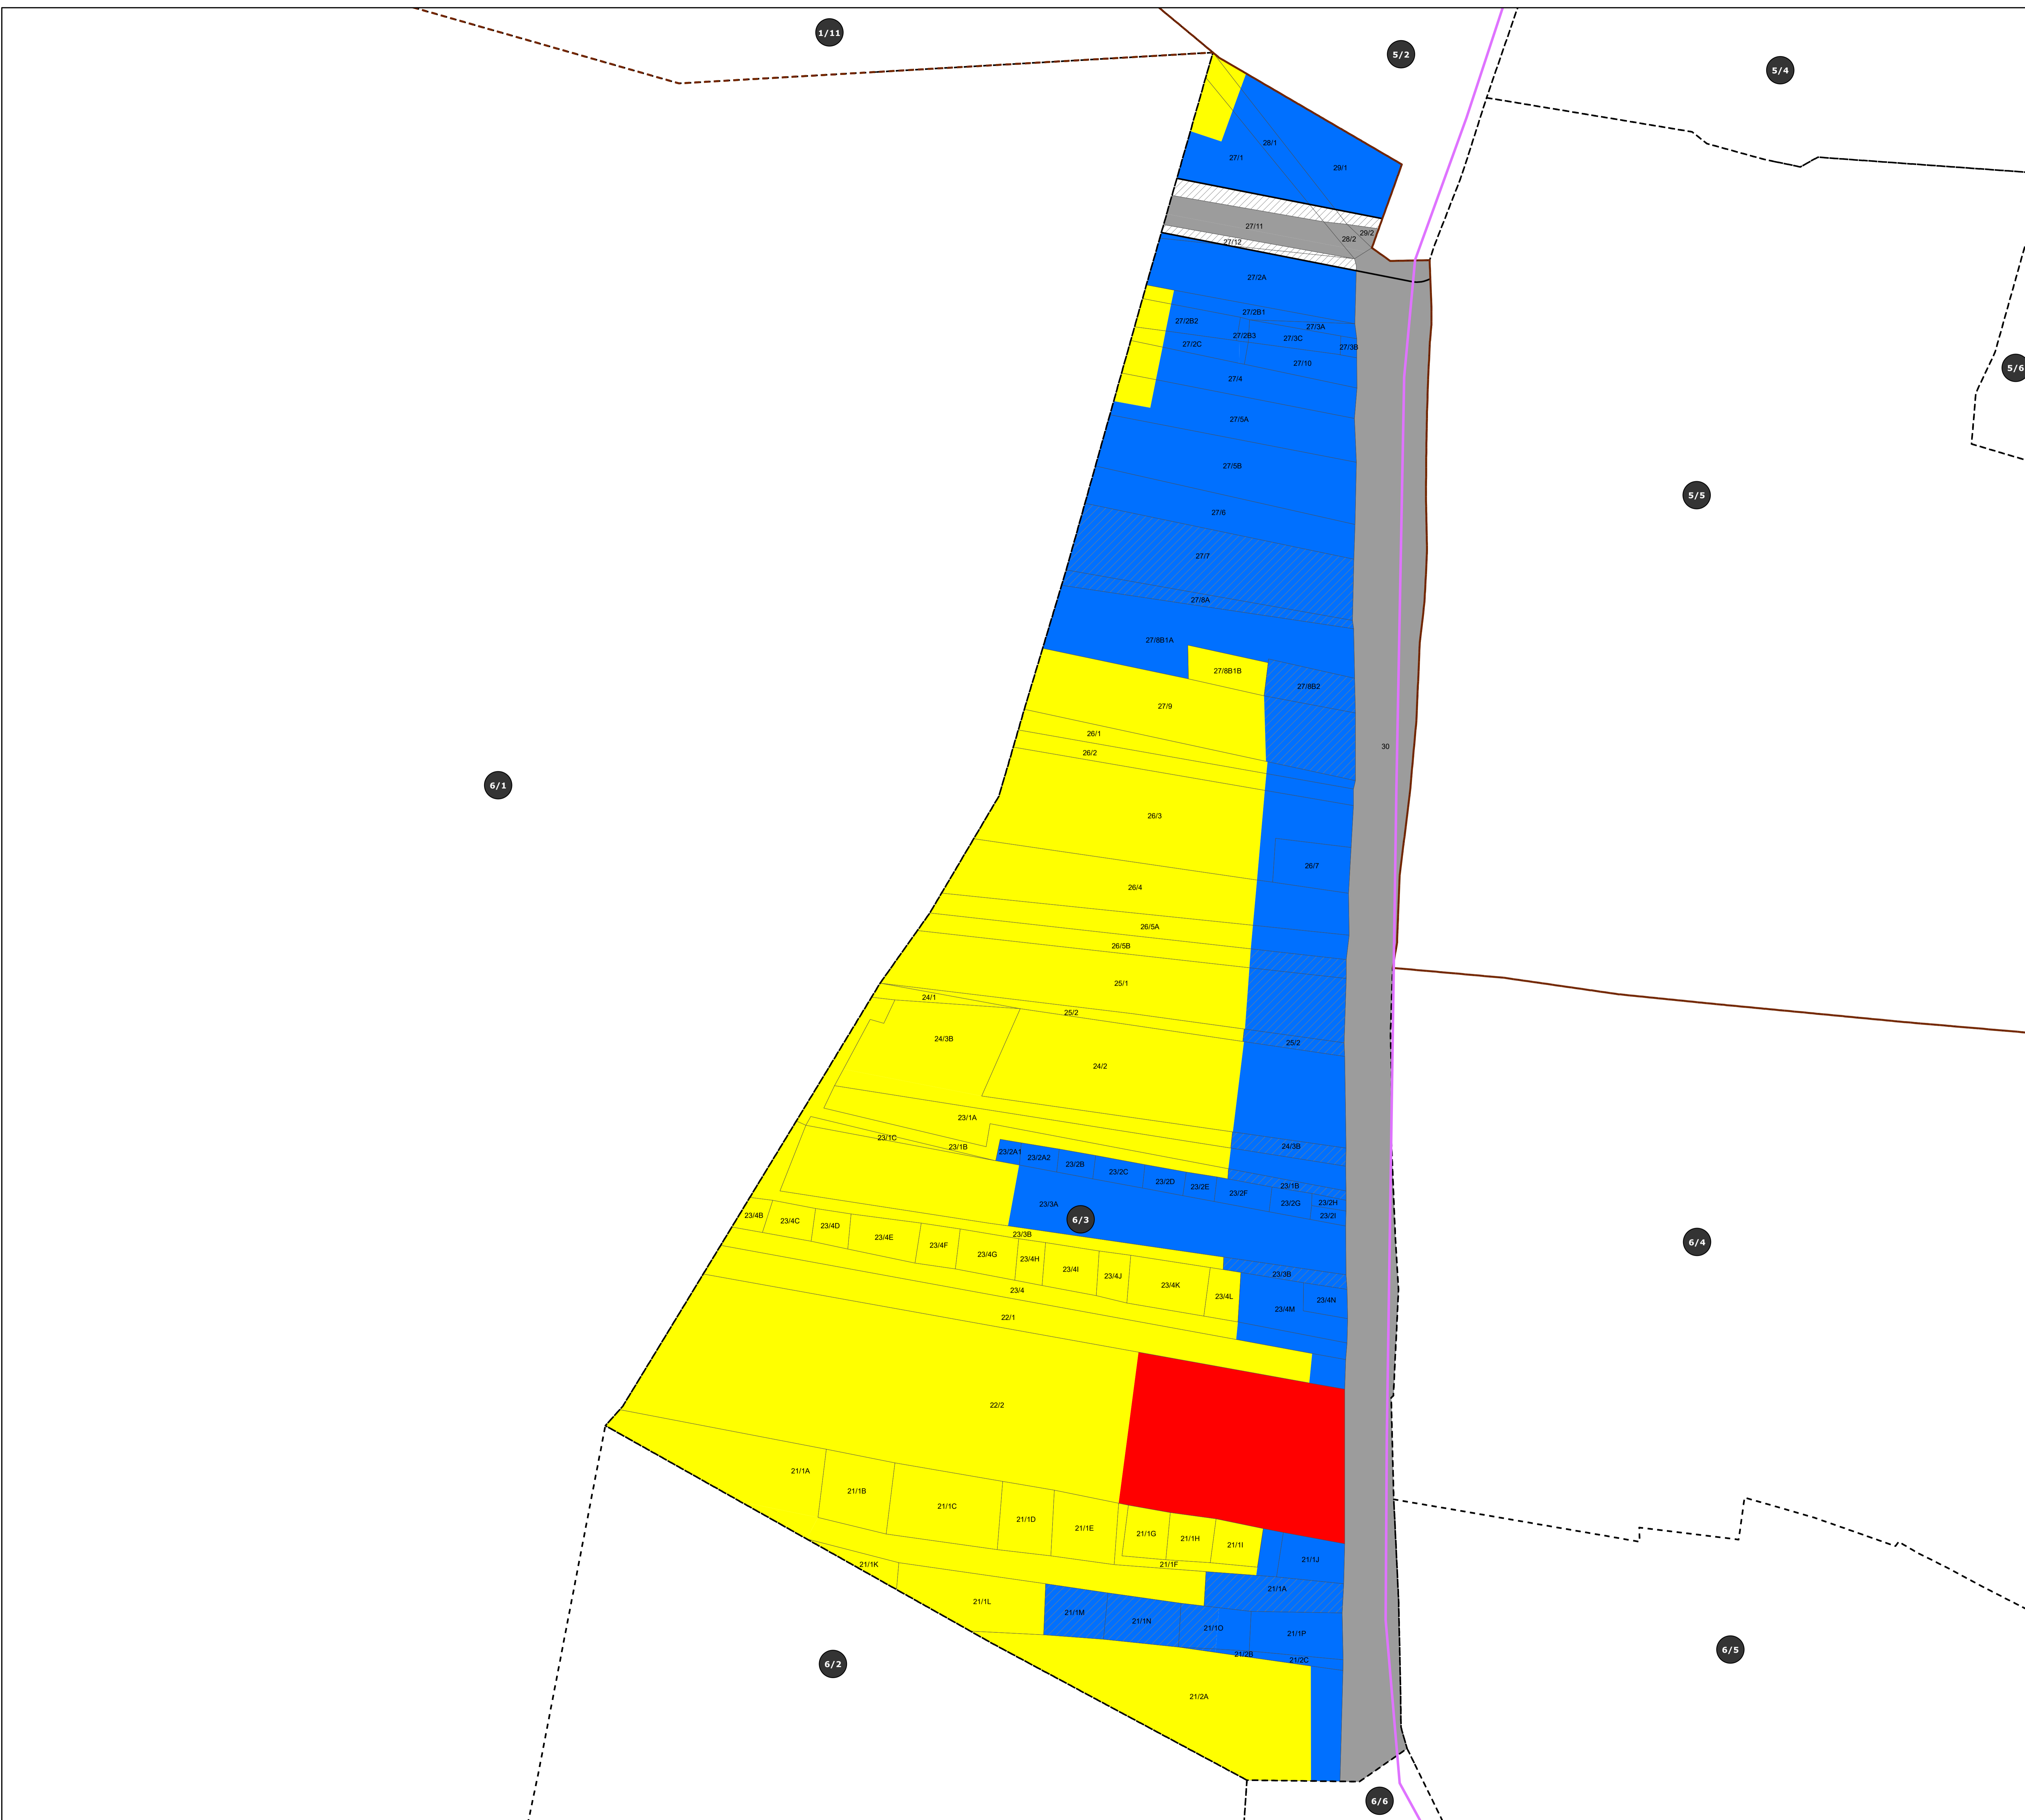 1/11
5/2
5/4
28/1
27/1
29/1
27/11
29/2
28/2
27/12
27/2A
27/2B1
27/2B2
27/3A
27/2B3
27/3C
27/2C
27/3B
27/10
5/6
27/4
27/5A
27/5B
5/5
27/6
27/7
27/8A
27/8B1A
27/8B1B
27/8B2
27/9
26/1
30
26/2
6/1
26/3
26/7
26/4
26/5A
26/5B
25/1
24/1
25/2
24/3B
25/2
24/2
23/1A
23/1C
24/3B
23/1B
23/2A1
23/2A2
23/2B
23/2C
23/2D
23/2E
23/1B
23/2F
23/2G
23/2H
23/3A
23/2I
23/4B
23/4C
6/3
23/4D
23/3B
23/4E
6/4
23/4F
23/4G
23/4H
23/4I
23/4J
23/3B
23/4K
23/4
23/4L
23/4N
23/4M
22/1
22/2
21/1A
21/1B
21/1C
21/1D
21/1E
21/1G
21/1H
21/1I
21/1K
21/1F
21/1J
21/1A
21/1L
21/1M
21/1N
21/1O
21/1P
6/5
21/2B
21/2C
6/2
21/2A
6/6